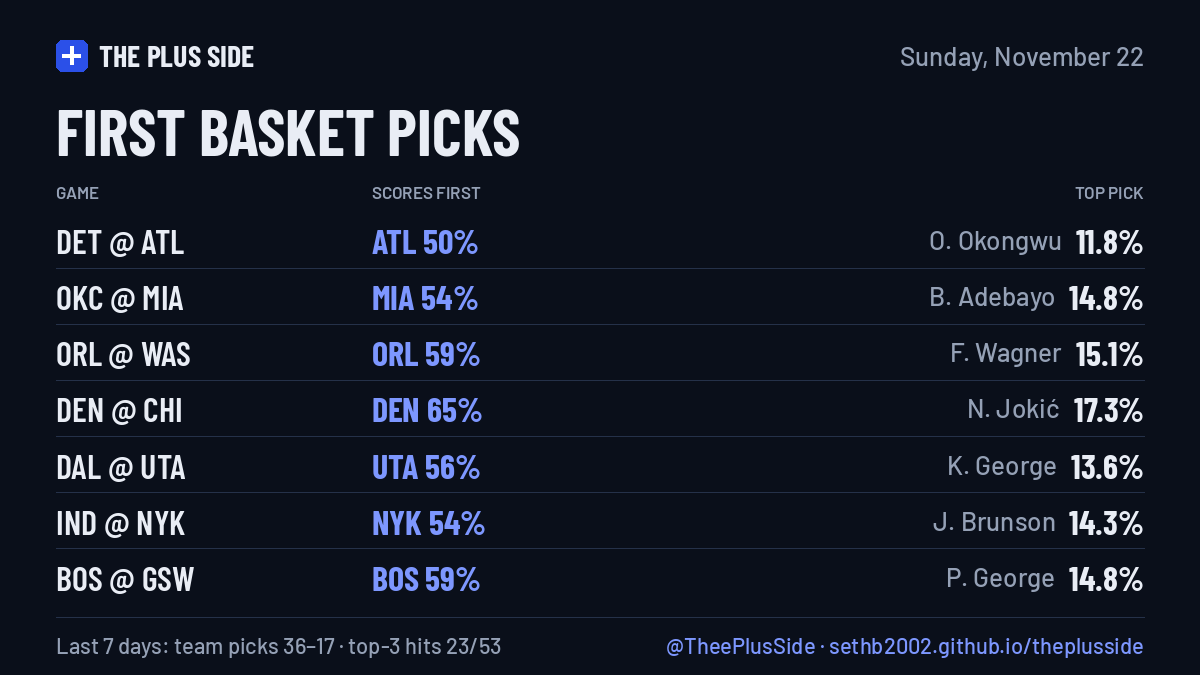 THE PLUS SIDE Sunday, November 22
FIRST BASKET PICKS
GAME SCORES FIRST TOP PICK
DET @ ATL ATL 50% O. Okongwu 11.8%
OKC @ MIA MIA 54% B. Adebayo 14.8%
ORL @ WAS ORL 59% F. Wagner 15.1%
DEN @ CHI DEN 65% N. Jokić 17.3%
DAL @ UTA UTA 56% K. George 13.6%
IND @ NYK NYK 54% J. Brunson 14.3%
BOS @ GSW BOS 59% P. George 14.8%
Last 7 days: team picks 36–17 · top-3 hits 23/53 @TheePlusSide · sethb2002.github.io/theplusside